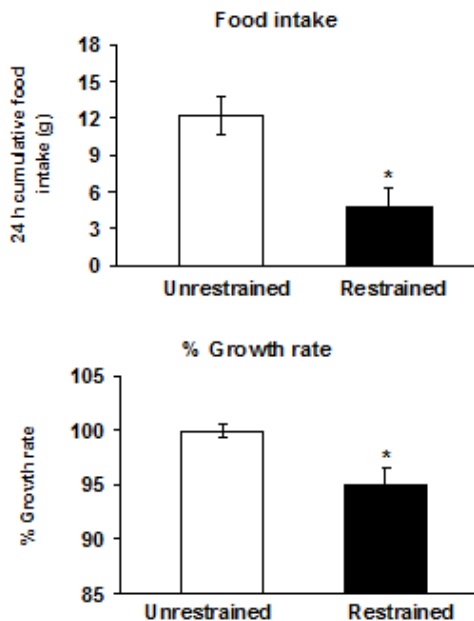 Food intake
24 h cumulative food
intake (g)
18
15
12
9
6
3
0
*
Unrestrained Restrained
% Growth rate
% Growth rate
105
100
95
90
85
*
Unrestrained Restrained